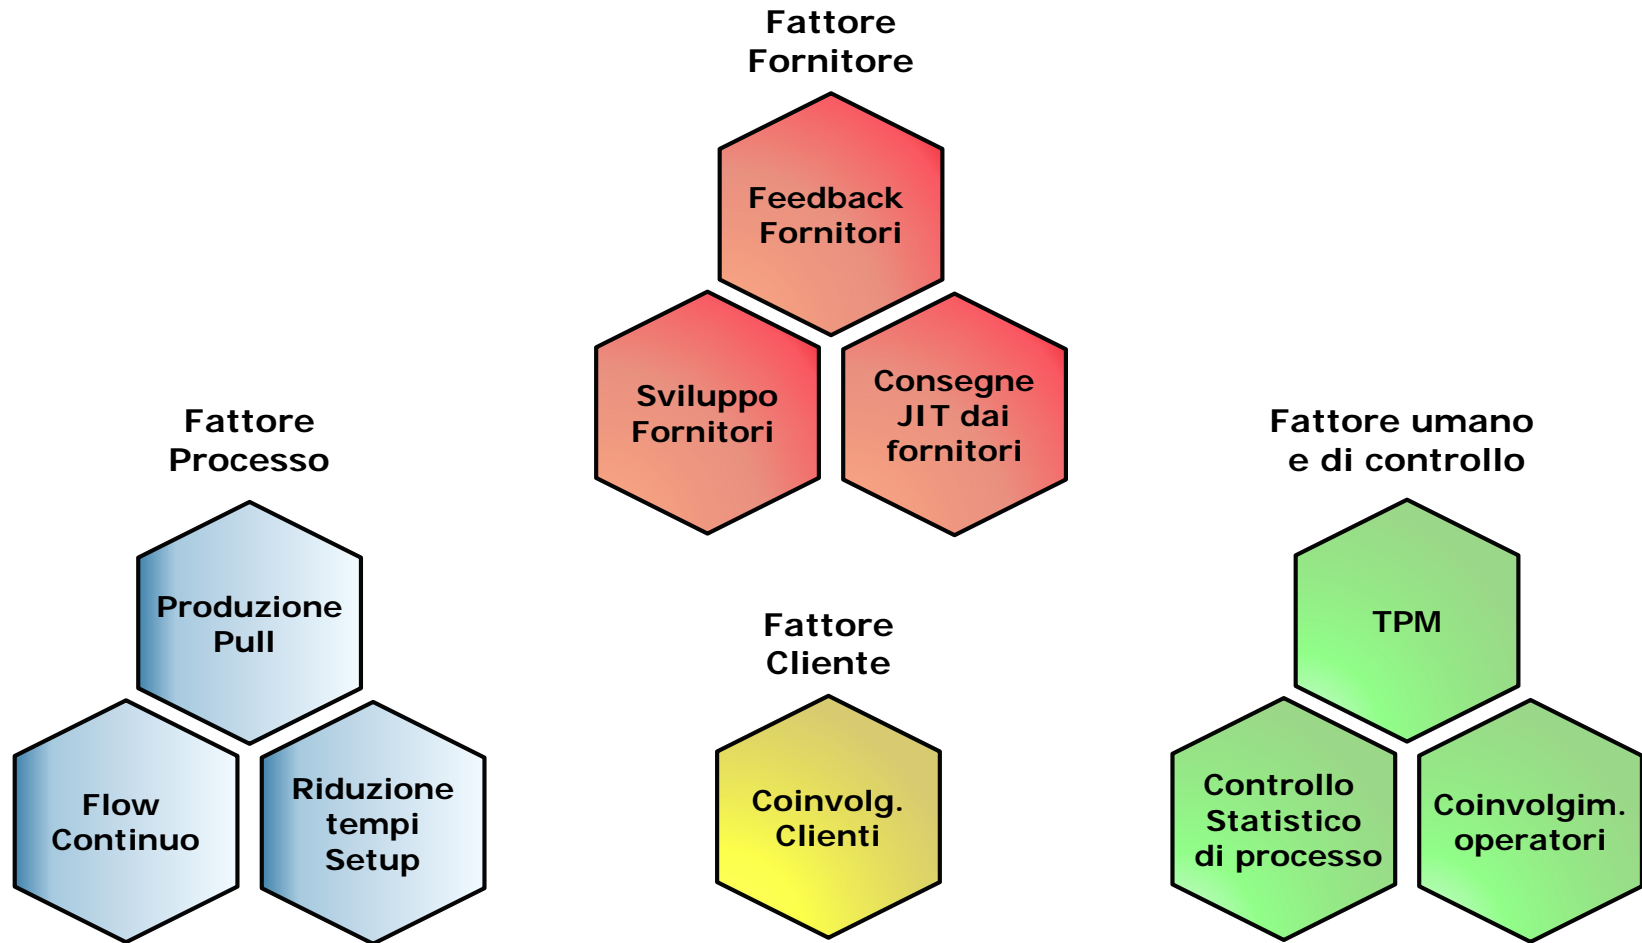 Fattore
Fornitore
Feedback
Fornitori
Sviluppo
Fornitori
Consegne
JIT dai
fornitori
Fattore
Processo
Produzione
Pull
Flow
Continuo
Riduzione
tempi
Setup
Fattore
Cliente
Coinvolg.
Clienti
Fattore umano
e di controllo
TPM
Controllo
Statistico
di processo
Coinvolgim.
operatori